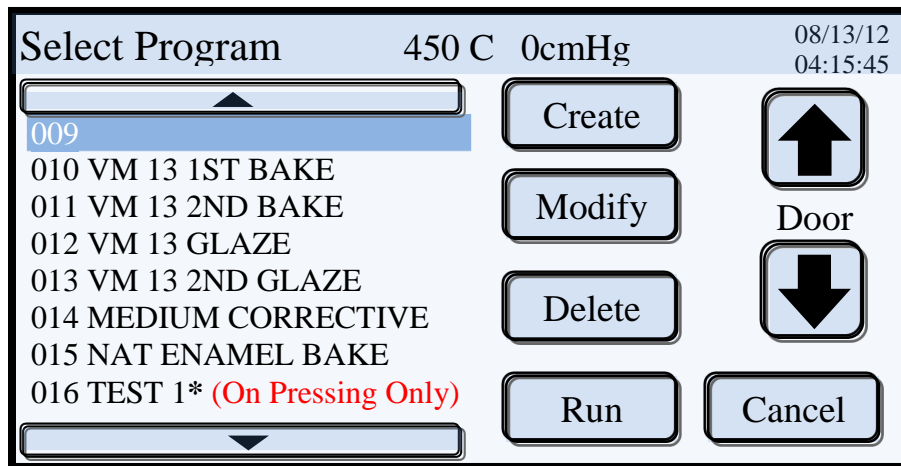 Select Program 450 C 0cmHg 08/13/12
04:15:45
009
010 VM 13 1ST BAKE
011 VM 13 2ND BAKE
012 VM 13 GLAZE
013 VM 13 2ND GLAZE
014 MEDIUM CORRECTIVE
015 NAT ENAMEL BAKE
016 TEST 1* (On Pressing Only)
Create
Modify
Delete
Run
Door
Cancel